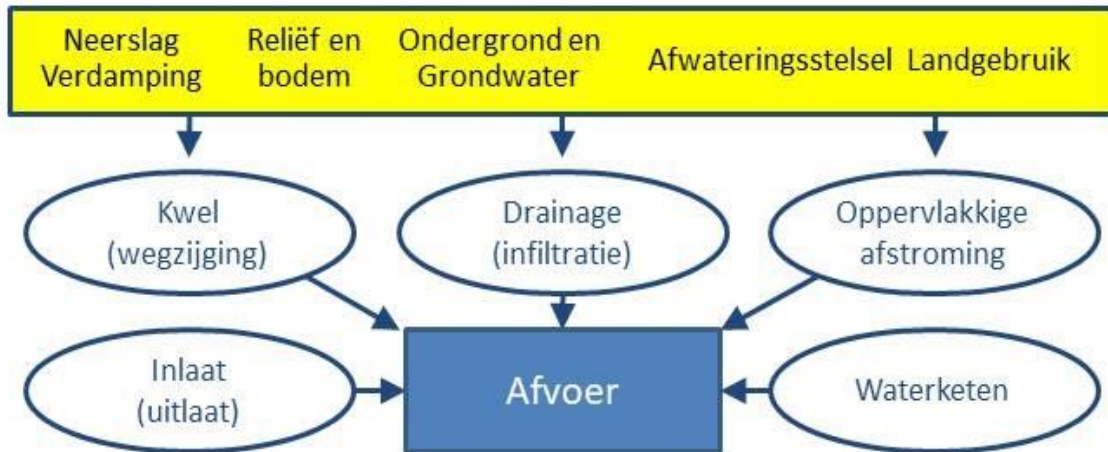 Neerslag
Verdamping
Reliëf en
bodem
Ondergrond en
Grondwater
Afwateringsstelsel
Landgebruik
Kwel
(wegzijging)
Drainage
(infiltratie)
Oppervlakkige
afstroming
Inlaat
(uitlaat)
Afvoer
Waterketen